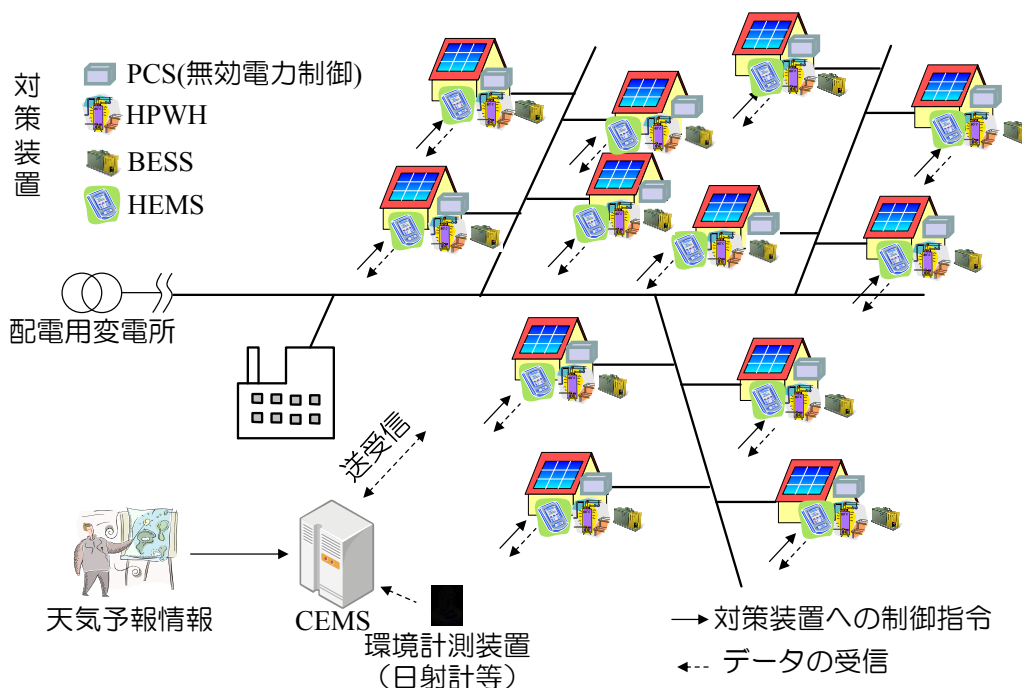 対策装置
PCS(無効電力制御)
HPWH
BESS
HEMS
配電用変電所
送受信
天気予報情報
CEMS
環境計測装置
（日射計等）
対策装置への制御指令
データの受信